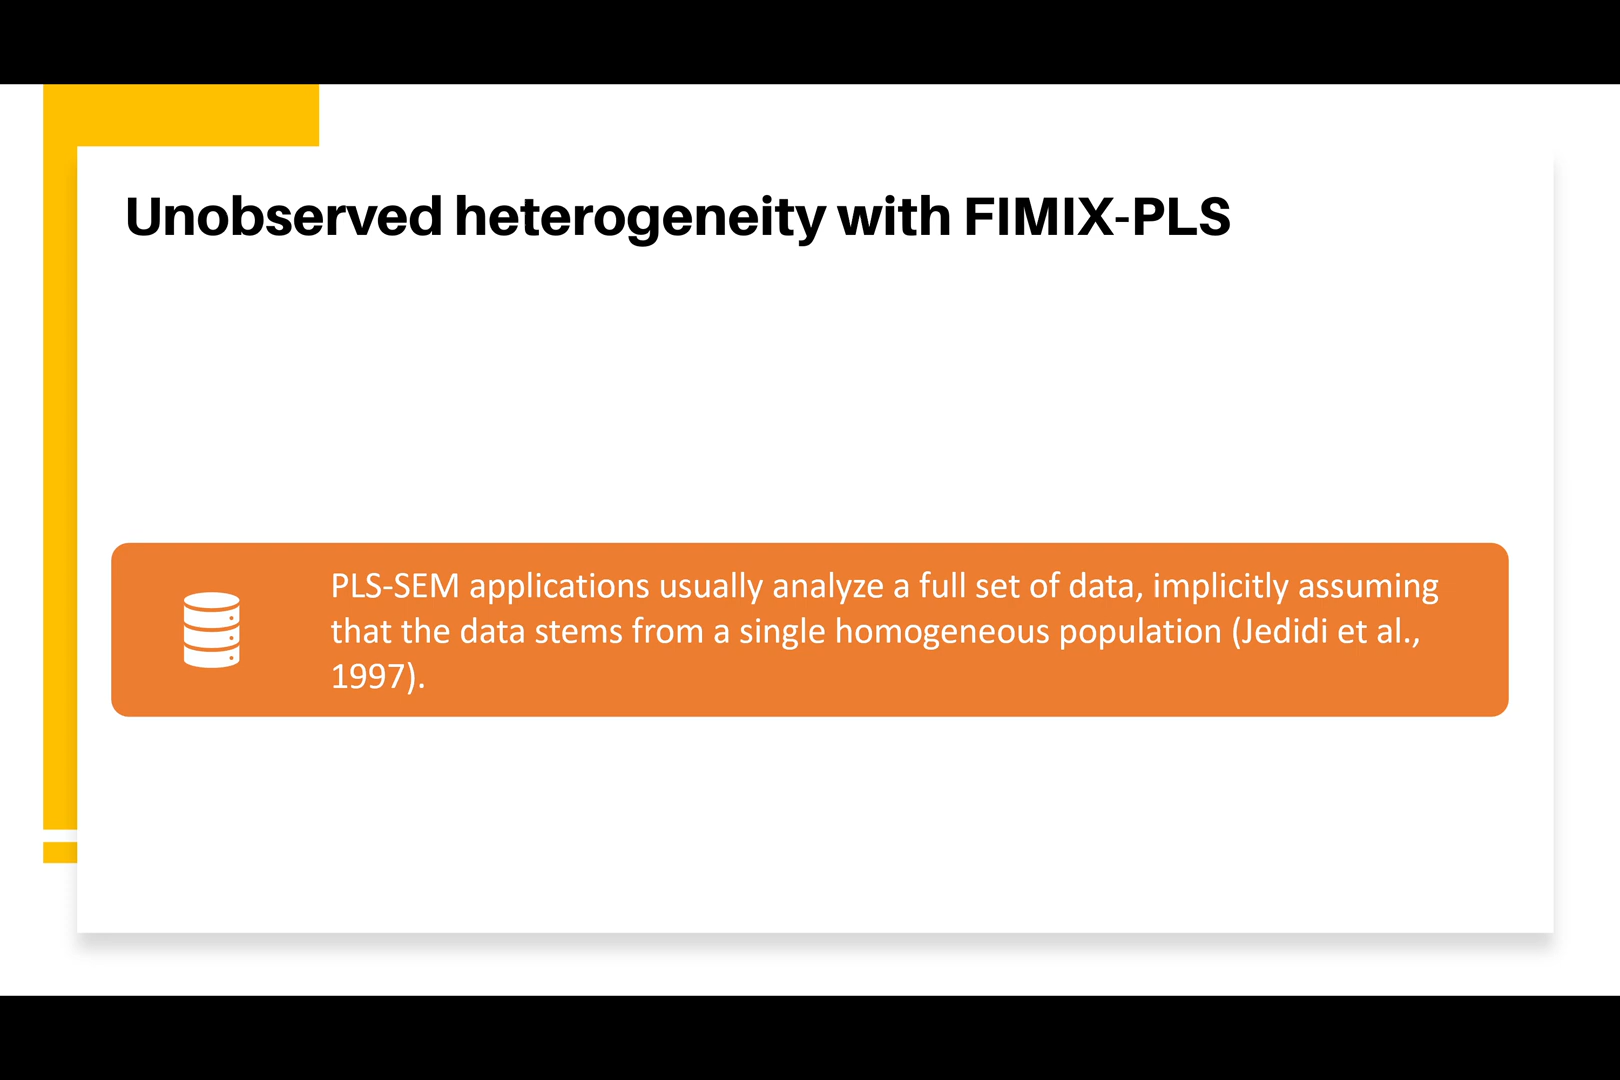 Unobserved heterogeneity with FIMIX-PLS
PLS-SEM applications usually analyze a full set of data, implicitly assuming
that the data stems from a single homogeneous population (Jedidi et al.,
1997).